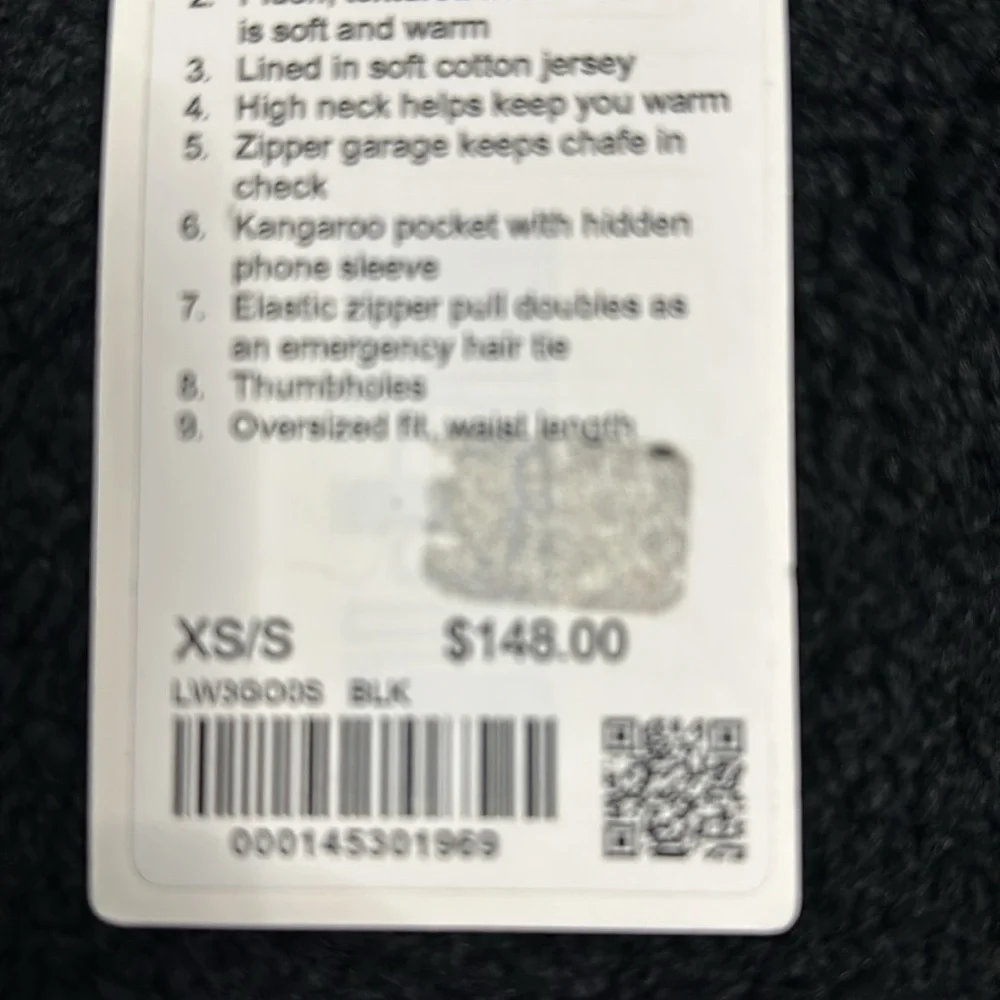 is soft and warm
3. Lined in soft cotton jersey
4. High neck helps keep you warm
5. Zipper garage keeps chafe in
check
6. Kangaroo pocket with hidden
phone sleeve
7. Elastic zipper pull doubles as
an emergency hair tie
8. Thumbholes
9. Oversized fit, waist length
XS/S $148.00
BLK
000145301969